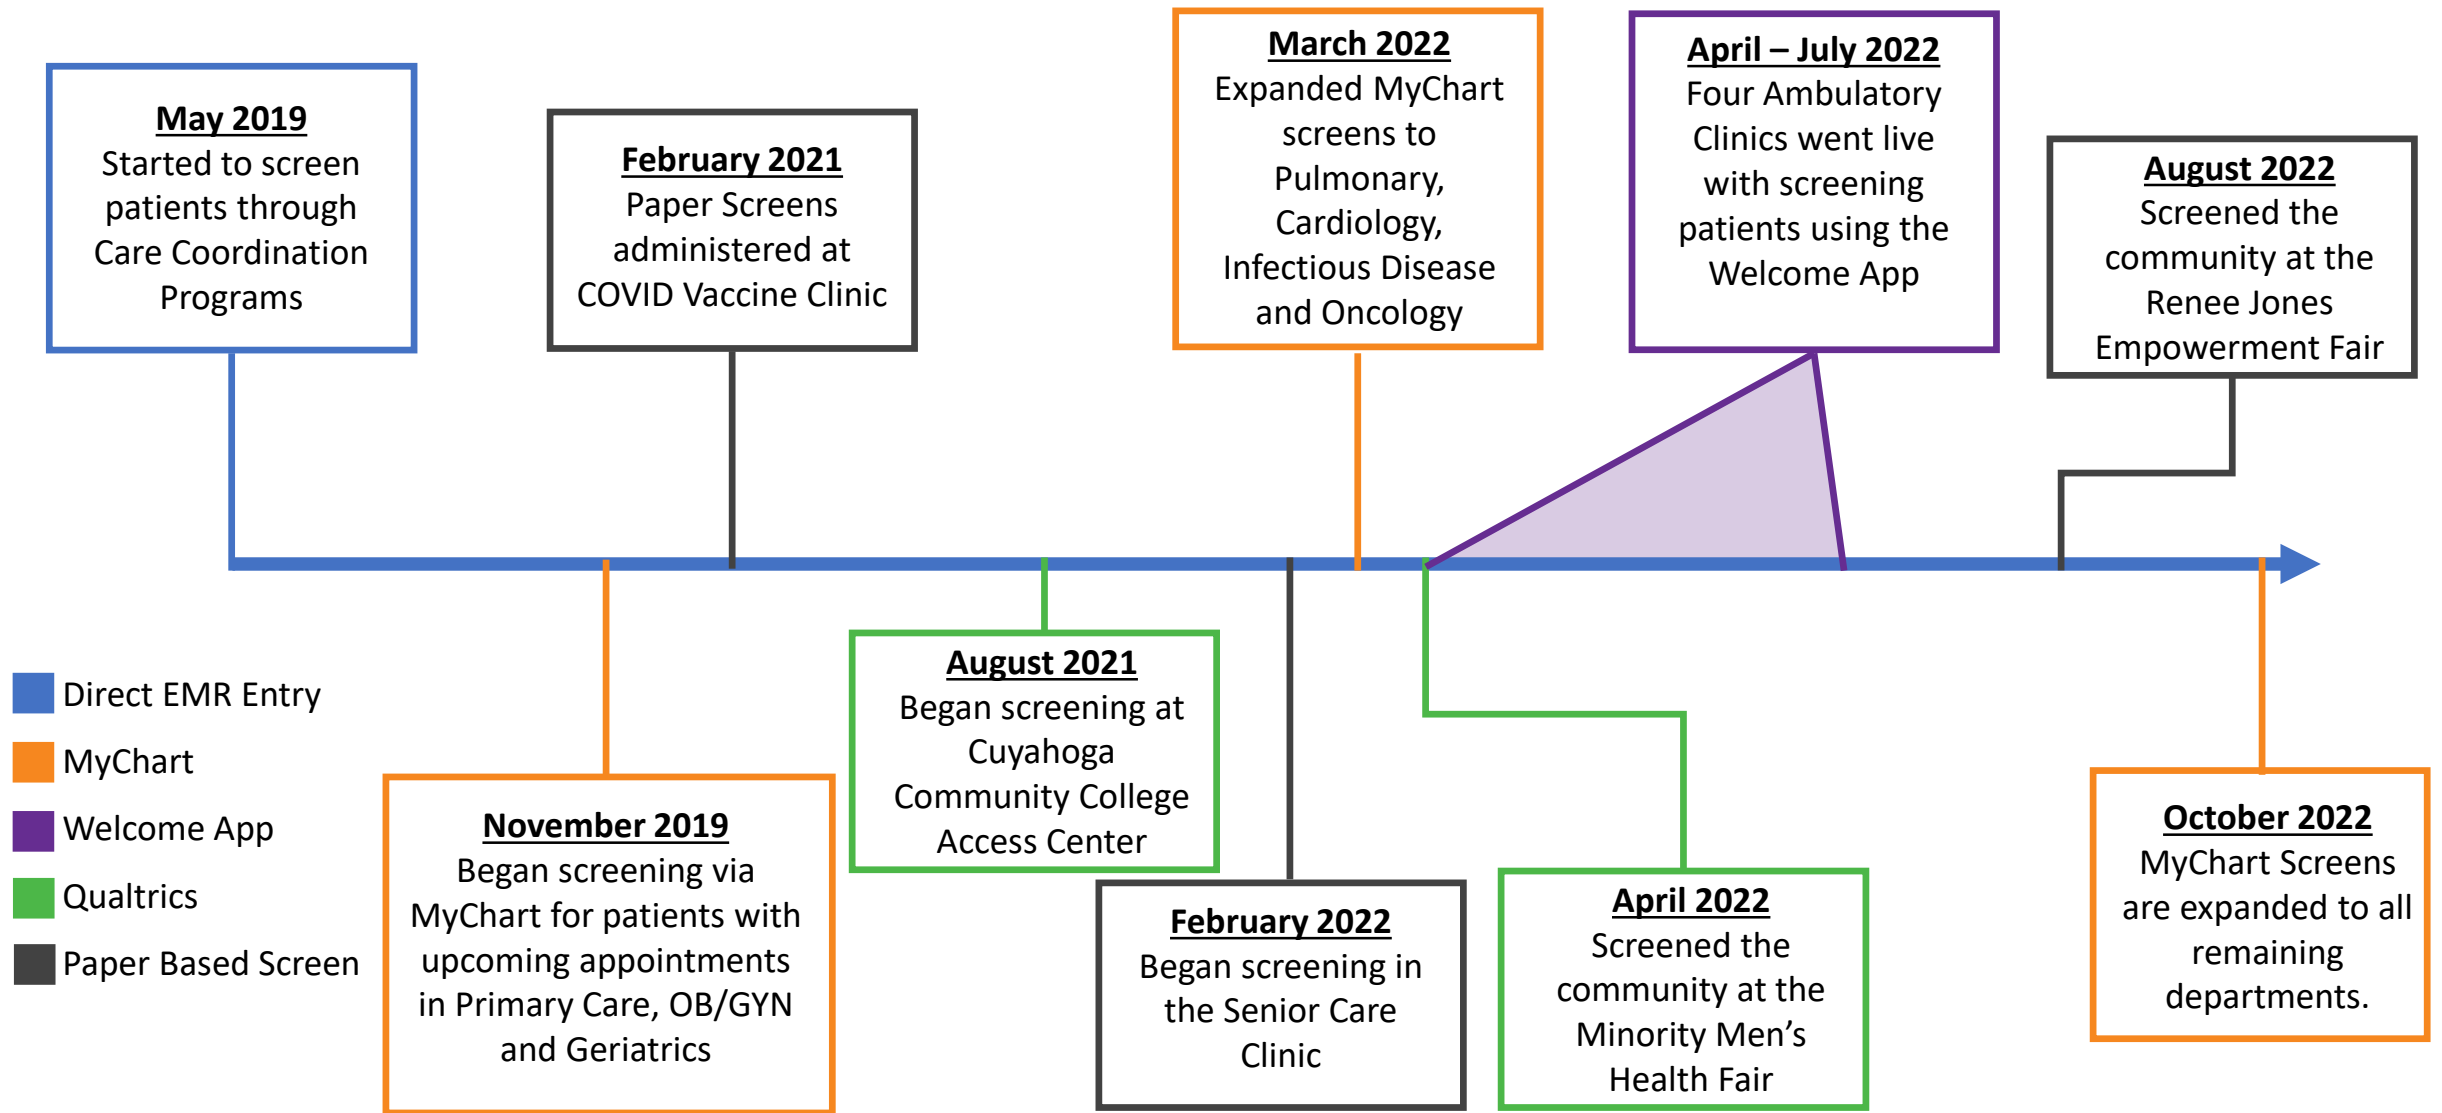 May 2019
Started to screen
patients through
Care Coordination
Programs
February 2021
Paper Screens
administered at
COVID Vaccine Clinic
March 2022
Expanded MyChart
screens to
Pulmonary,
Cardiology,
Infectious Disease
and Oncology
April – July 2022
Four Ambulatory
Clinics went live
with screening
patients using the
Welcome App
August 2022
Screened the
community at the
Renee Jones
Empowerment Fair
Direct EMR Entry
MyChart
Welcome App
Qualtrics
Paper Based Screen
November 2019
Began screening via
MyChart for patients with
upcoming appointments
in Primary Care, OB/GYN
and Geriatrics
August 2021
Began screening at
Cuyahoga
Community College
Access Center
February 2022
Began screening in
the Senior Care
Clinic
April 2022
Screened the
community at the
Minority Men’s
Health Fair
October 2022
MyChart Screens
are expanded to all
remaining
departments.